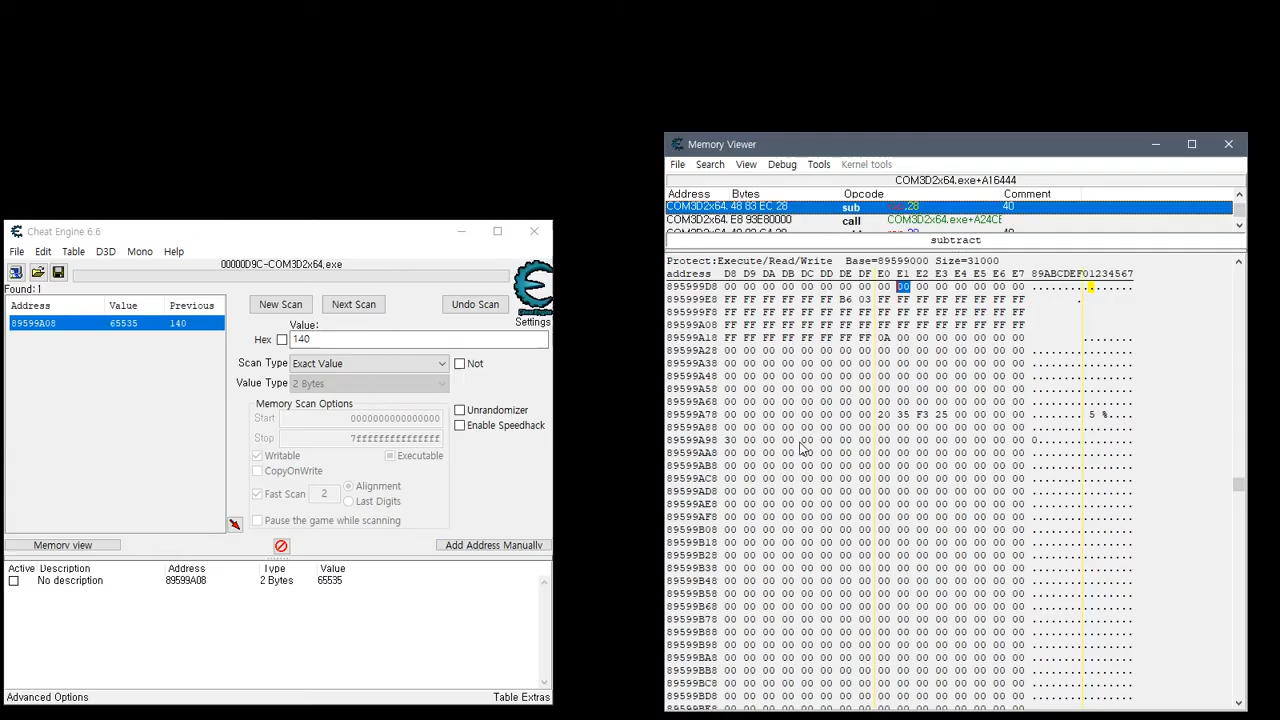 Cheat Engine 6.6
File Edit Table D3D Mono Help
00000D9C-COM3D2x64.exe
Found: 1
Address Value Previous
89599A08 65535 140
New Scan Next Scan Undo Scan
Settings
Value:
Hex 140
Scan Type Exact Value Not
Value Type 2 Bytes
Memory Scan Options
Start 0000000000000000
Stop 7fffffffffffffff
Writable Executable
CopyOnWrite
Fast Scan 2 Alignment
Last Digits
Pause the game while scanning
Unrandomizer
Enable Speedhack
Memory view Add Address Manually
Active Description Address Type Value
No description 89599A08 2 Bytes 65535
Advanced Options Table Extras
Memory Viewer
File Search View Debug Tools Kernel tools
COM3D2x64.exe+A16444
Address Bytes Opcode Comment
COM3D2x64. 48 83 EC 28 sub ,28 40
COM3D2x64. E8 93E80000 call COM3D2x64.exe+A24CE
subtract
Protect:Execute/Read/Write Base=89599000 Size=31000
address D8 D9 DA DB DC DD DE DF E0 E1 E2 E3 E4 E5 E6 E7 89ABCDEF01234567
895999D8 00 00 00 00 00 00 00 00 00 00 00 00 00 00 00 00 ................
895999E8 FF FF FF FF FF FF B6 03 FF FF FF FF FF FF FF FF .
895999F8 FF FF FF FF FF FF FF FF FF FF FF FF FF FF FF FF
89599A08 FF FF FF FF FF FF FF FF FF FF FF FF FF FF FF FF
89599A18 FF FF FF FF FF FF FF FF 0A 00 00 00 00 00 00 00 ........
89599A28 00 00 00 00 00 00 00 00 00 00 00 00 00 00 00 00 ................
89599A38 00 00 00 00 00 00 00 00 00 00 00 00 00 00 00 00 ................
89599A48 00 00 00 00 00 00 00 00 00 00 00 00 00 00 00 00 ................
89599A58 00 00 00 00 00 00 00 00 00 00 00 00 00 00 00 00 ................
89599A68 00 00 00 00 00 00 00 00 00 00 00 00 00 00 00 00 ................
89599A78 00 00 00 00 00 00 00 00 20 35 F3 25 00 00 00 00 ........ 5 %....
89599A88 00 00 00 00 00 00 00 00 00 00 00 00 00 00 00 00 ................
89599A98 30 00 00 00 00 00 00 00 00 00 00 00 00 00 00 00 0...............
89599AA8 00 00 00 00 00 00 00 00 00 00 00 00 00 00 00 00 ................
89599AB8 00 00 00 00 00 00 00 00 00 00 00 00 00 00 00 00 ................
89599AC8 00 00 00 00 00 00 00 00 00 00 00 00 00 00 00 00 ................
89599AD8 00 00 00 00 00 00 00 00 00 00 00 00 00 00 00 00 ................
89599AE8 00 00 00 00 00 00 00 00 00 00 00 00 00 00 00 00 ................
89599AF8 00 00 00 00 00 00 00 00 00 00 00 00 00 00 00 00 ................
89599B08 00 00 00 00 00 00 00 00 00 00 00 00 00 00 00 00 ................
89599B18 00 00 00 00 00 00 00 00 00 00 00 00 00 00 00 00 ................
89599B28 00 00 00 00 00 00 00 00 00 00 00 00 00 00 00 00 ................
89599B38 00 00 00 00 00 00 00 00 00 00 00 00 00 00 00 00 ................
89599B48 00 00 00 00 00 00 00 00 00 00 00 00 00 00 00 00 ................
89599B58 00 00 00 00 00 00 00 00 00 00 00 00 00 00 00 00 ................
89599B68 00 00 00 00 00 00 00 00 00 00 00 00 00 00 00 00 ................
89599B78 00 00 00 00 00 00 00 00 00 00 00 00 00 00 00 00 ................
89599B88 00 00 00 00 00 00 00 00 00 00 00 00 00 00 00 00 ................
89599B98 00 00 00 00 00 00 00 00 00 00 00 00 00 00 00 00 ................
89599BA8 00 00 00 00 00 00 00 00 00 00 00 00 00 00 00 00 ................
89599BB8 00 00 00 00 00 00 00 00 00 00 00 00 00 00 00 00 ................
89599BC8 00 00 00 00 00 00 00 00 00 00 00 00 00 00 00 00 ................
89599BD8 00 00 00 00 00 00 00 00 00 00 00 00 00 00 00 00 ................
89599BE8 00 00 00 00 00 00 00 00 00 00 00 00 00 00 00 00 ................